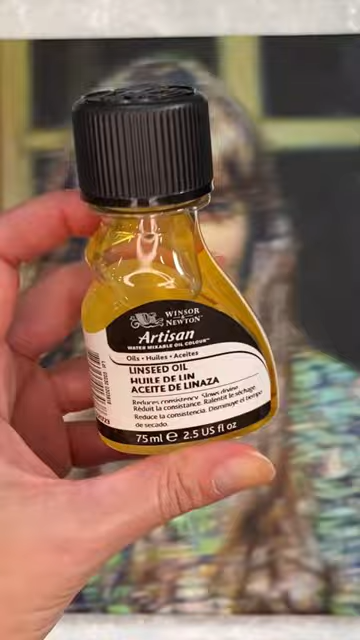 WINSOR
& NEWTON™
Artisan
WATER MIXABLE OIL COLOUR™
Oils • Huiles • Aceites
LINSEED OIL
HUILE DE LIN
ACEITE DE LINAZA
Reduces consistency. Slows drying.
Réduit la consistance. Ralentit le séchage.
Reduce la consistencia. Disminuye el tiempo
de secado.
75ml e 2.5 US fl oz